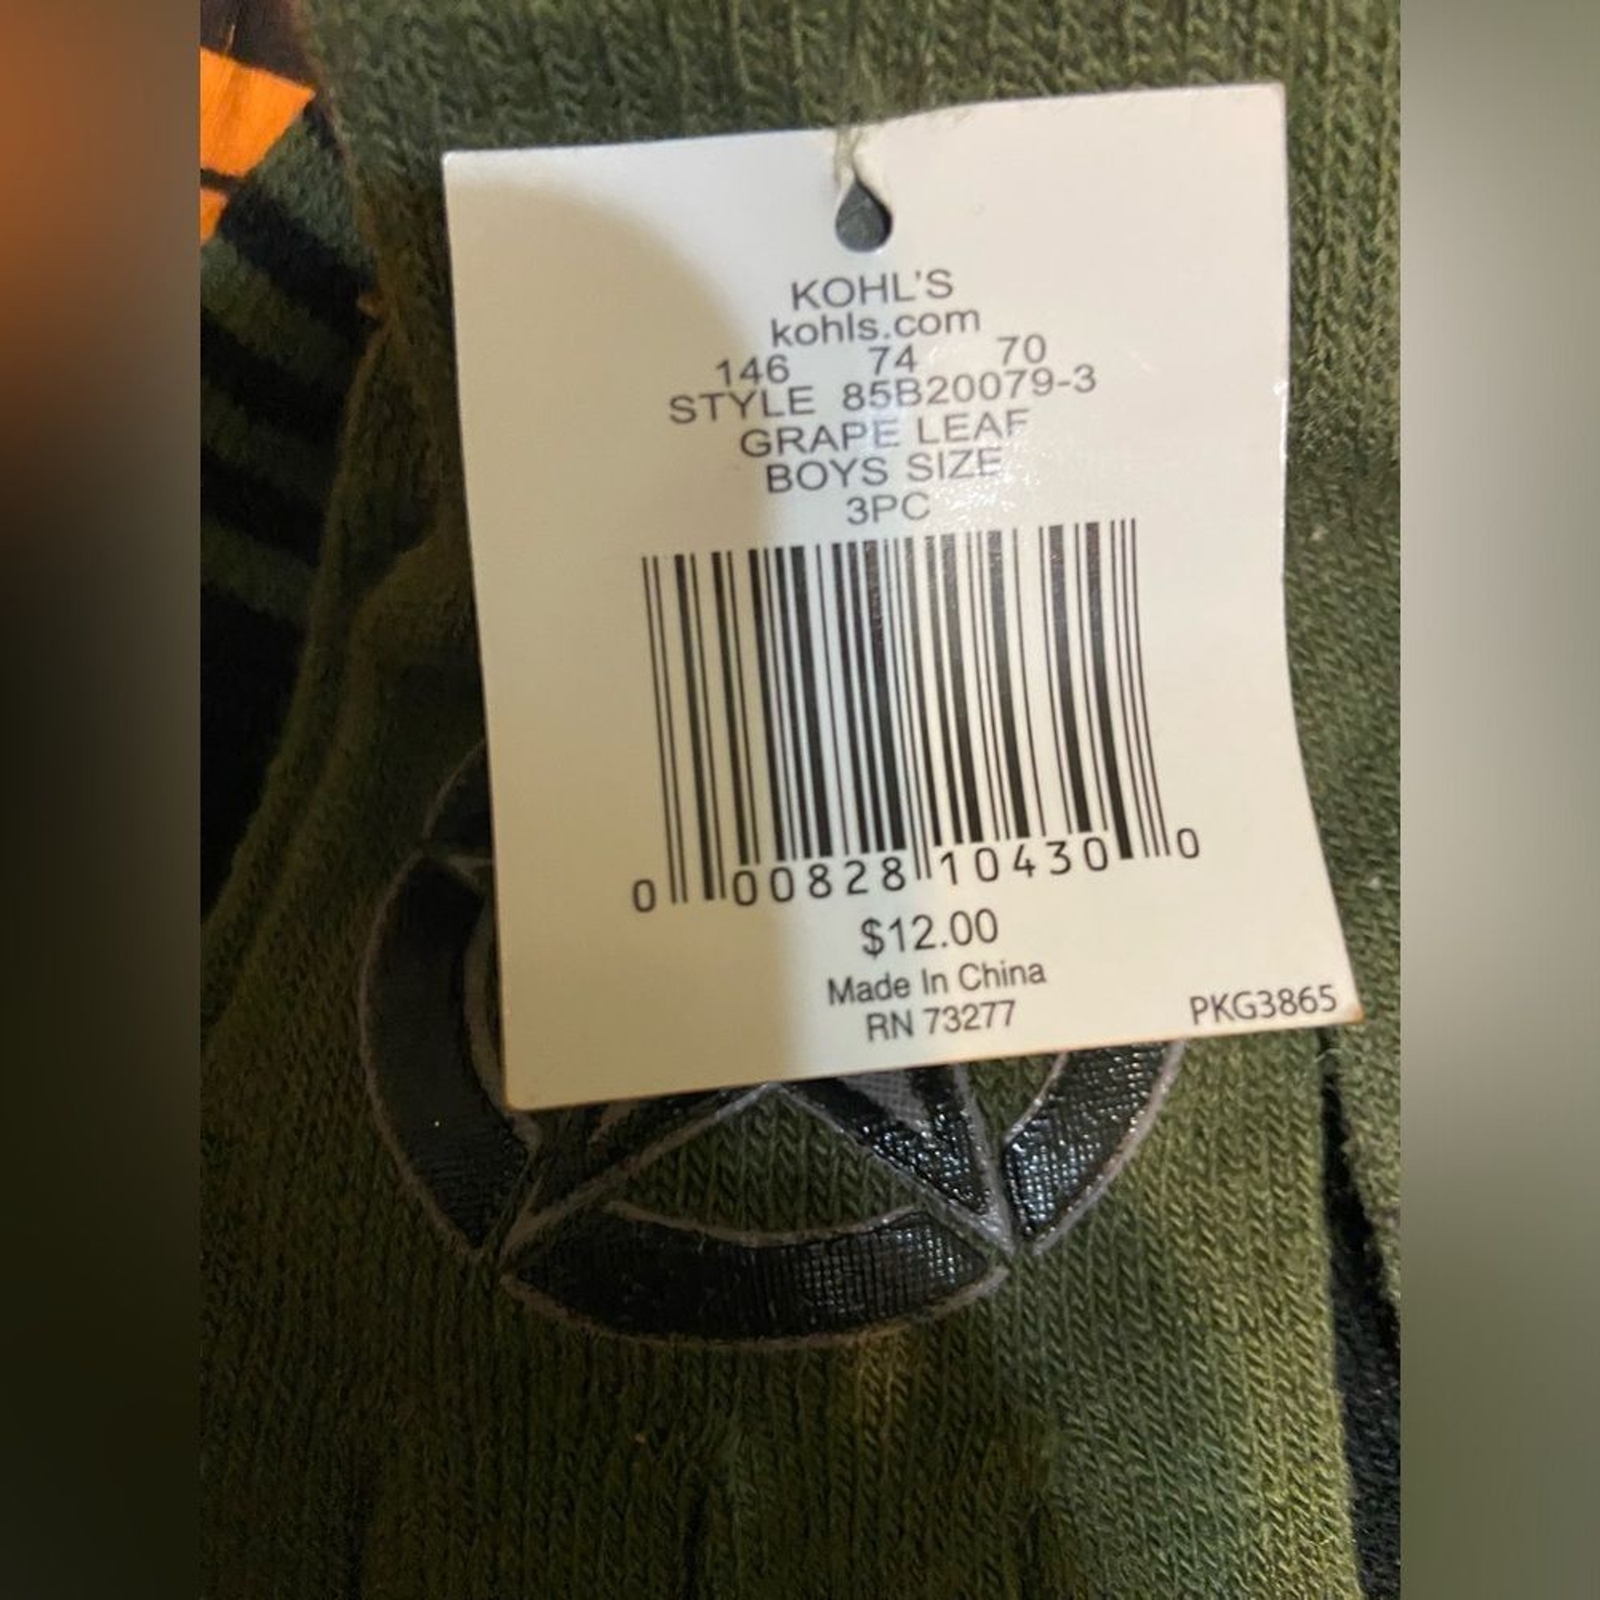 KOHL'S
kohls.com
146 74 70
STYLE 85B20079-3
GRAPE LEAF
BOYS SIZE
3PC
0 00828 10430 0
$12.00
Made In China
RN 73277
PKG3865